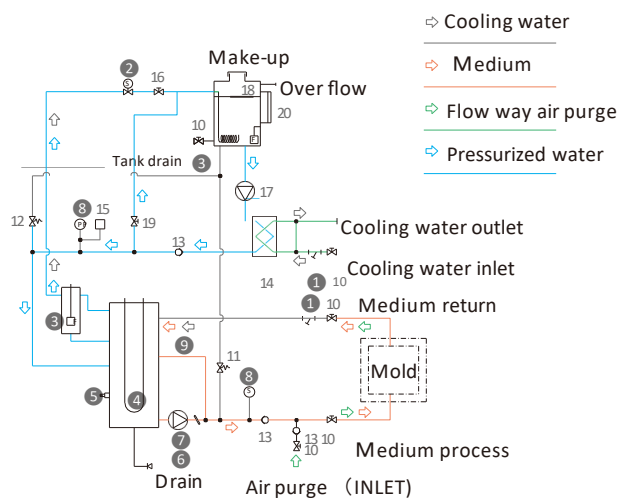 Cooling water
Medium
Flow way air purge
Pressurized water
Make-up
2
S
16
18
Over flow
20
10
F
Tank drain
3
17
12
8
P
15
19
13
Cooling water outlet
Cooling water inlet
14
1
10
1
10
Medium return
3
F
9
11
8
S
Mold
5
4
7
6
13
13
10
10
Medium process
Drain
Air purge （INLET)